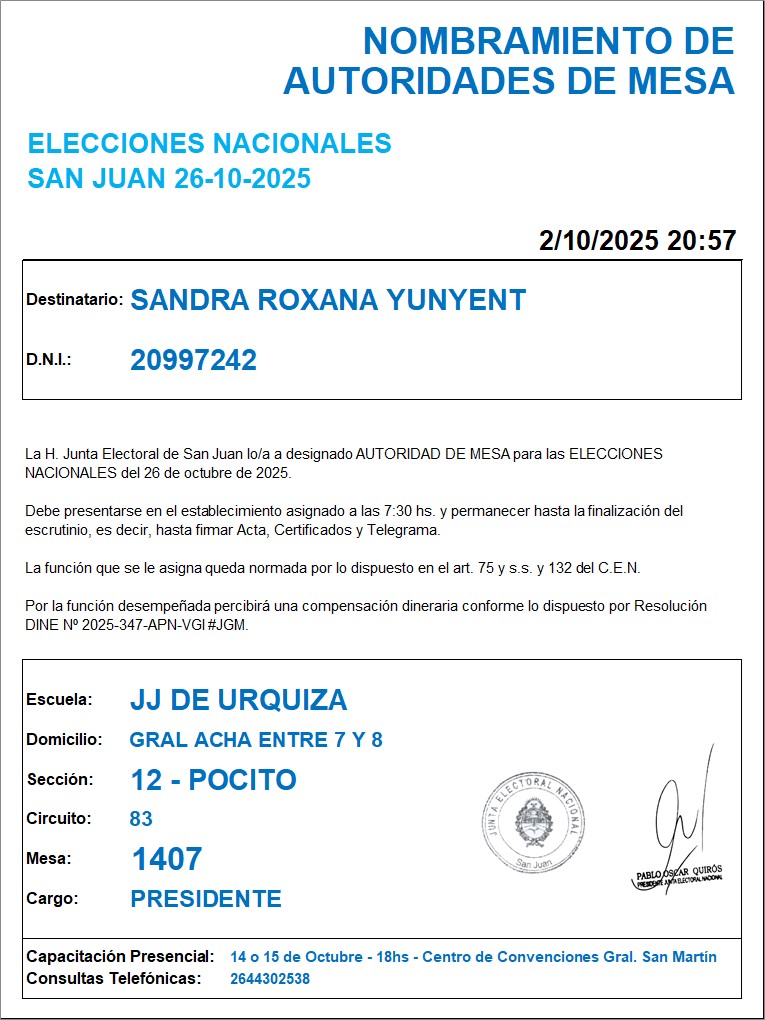 NOMBRAMIENTO DE
AUTORIDADES DE MESA
ELECCIONES NACIONALES
SAN JUAN 26-10-2025
2/10/2025 20:57
Destinatario: SANDRA ROXANA YUNYENT
D.N.I.: 20997242
La H. Junta Electoral de San Juan lo/a a designado AUTORIDAD DE MESA para las ELECCIONES
NACIONALES del 26 de octubre de 2025.
Debe presentarse en el establecimiento asignado a las 7:30 hs. y permanecer hasta la finalización del
escrutinio, es decir, hasta firmar Acta, Certificados y Telegrama.
La función que se le asigna queda normada por lo dispuesto en el art. 75 y s.s. y 132 del C.E.N.
Por la función desempeñada percibirá una compensación dineraria conforme lo dispuesto por Resolución
DINE Nº 2025-347-APN-VGI #JGM.
Escuela: JJ DE URQUIZA
Domicilio: GRAL ACHA ENTRE 7 Y 8
Sección: 12 - POCITO
Circuito: 83
Mesa: 1407
Cargo: PRESIDENTE
JUNTA ELECTORAL NACIONAL
San Juan
PABLO OSCAR QUIRÓS
PRESIDENTE JUNTA ELECTORAL NACIONAL
Capacitación Presencial: 14 o 15 de Octubre - 18hs - Centro de Convenciones Gral. San Martín
Consultas Telefónicas: 2644302538